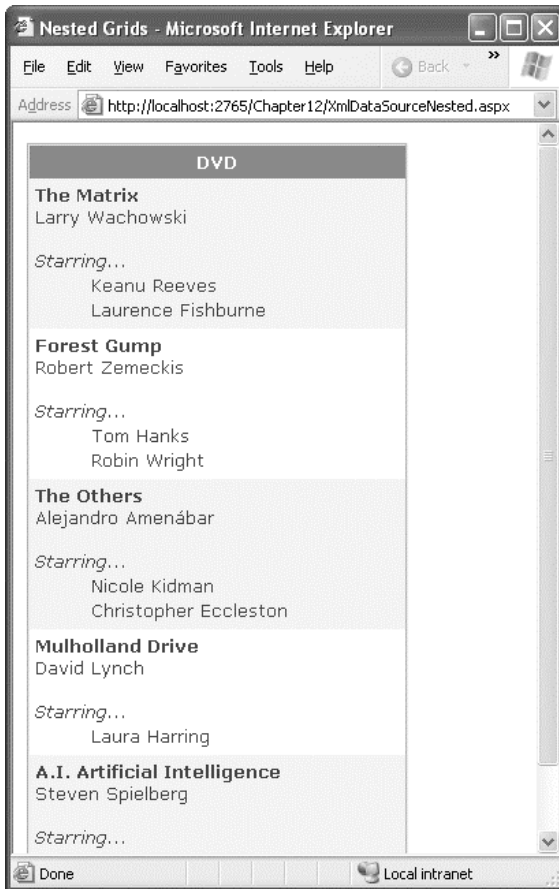 Nested Grids - Microsoft Internet Explorer
File Edit View Favorites Tools Help Back »
Address http://localhost:2765/Chapter12/XmlDataSourceNested.aspx
DVD
The Matrix
Larry Wachowski
Starring...
Keanu Reeves
Laurence Fishburne
Forest Gump
Robert Zemeckis
Starring...
Tom Hanks
Robin Wright
The Others
Alejandro Amenábar
Starring...
Nicole Kidman
Christopher Eccleston
Mulholland Drive
David Lynch
Starring...
Laura Harring
A.I. Artificial Intelligence
Steven Spielberg
Starring...
Done Local intranet